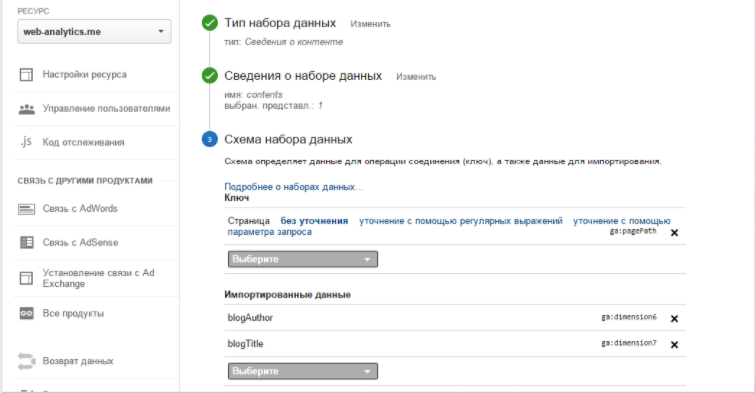 РЕСУРС
web-analytics.me
Настройки ресурса
Управление пользователями
.js Код отслеживания
СВЯЗЬ С ДРУГИМИ ПРОДУКТАМИ
Связь с AdWords
Связь с AdSense
Установление связи с Ad
Exchange
Все продукты
Возврат данных
Тип набора данных Изменить
тип: Сведения о контенте
Сведения о наборе данных Изменить
имя: contents
выбран. представл.: 1
3 Схема набора данных
Схема определяет данные для операции соединения (ключ), а также данные для импортирования.
Подробнее о наборах данных...
Ключ
Страница без уточнения уточнение с помощью регулярных выражений уточнение с помощью
параметра запроса ga:pagePath
Выберите
Импортированные данные
blogAuthor ga:dimension6
blogTitle ga:dimension7
Выберите